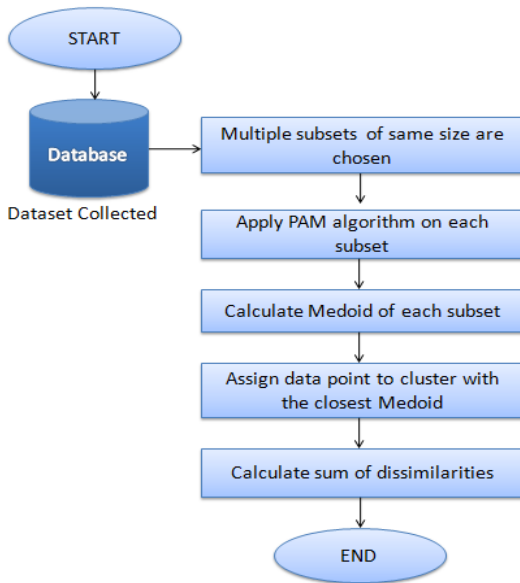 START
Database
Dataset Collected
Multiple subsets of same size are
chosen
Apply PAM algorithm on each
subset
Calculate Medoid of each subset
Assign data point to cluster with
the closest Medoid
Calculate sum of dissimilarities
END